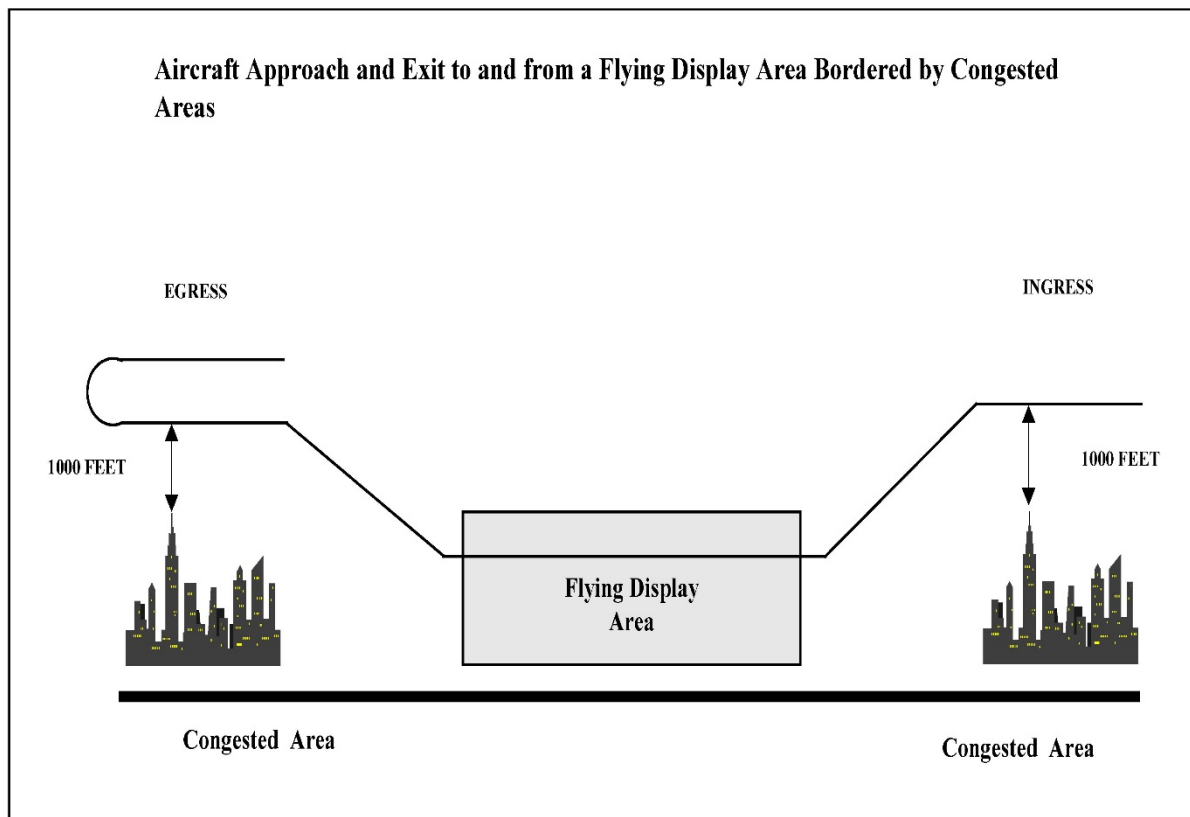 Aircraft Approach and Exit to and from a Flying Display Area Bordered by Congested
Areas
EGRESS
INGRESS
1000 FEET
1000 FEET
Flying Display
Area
Congested Area
Congested Area